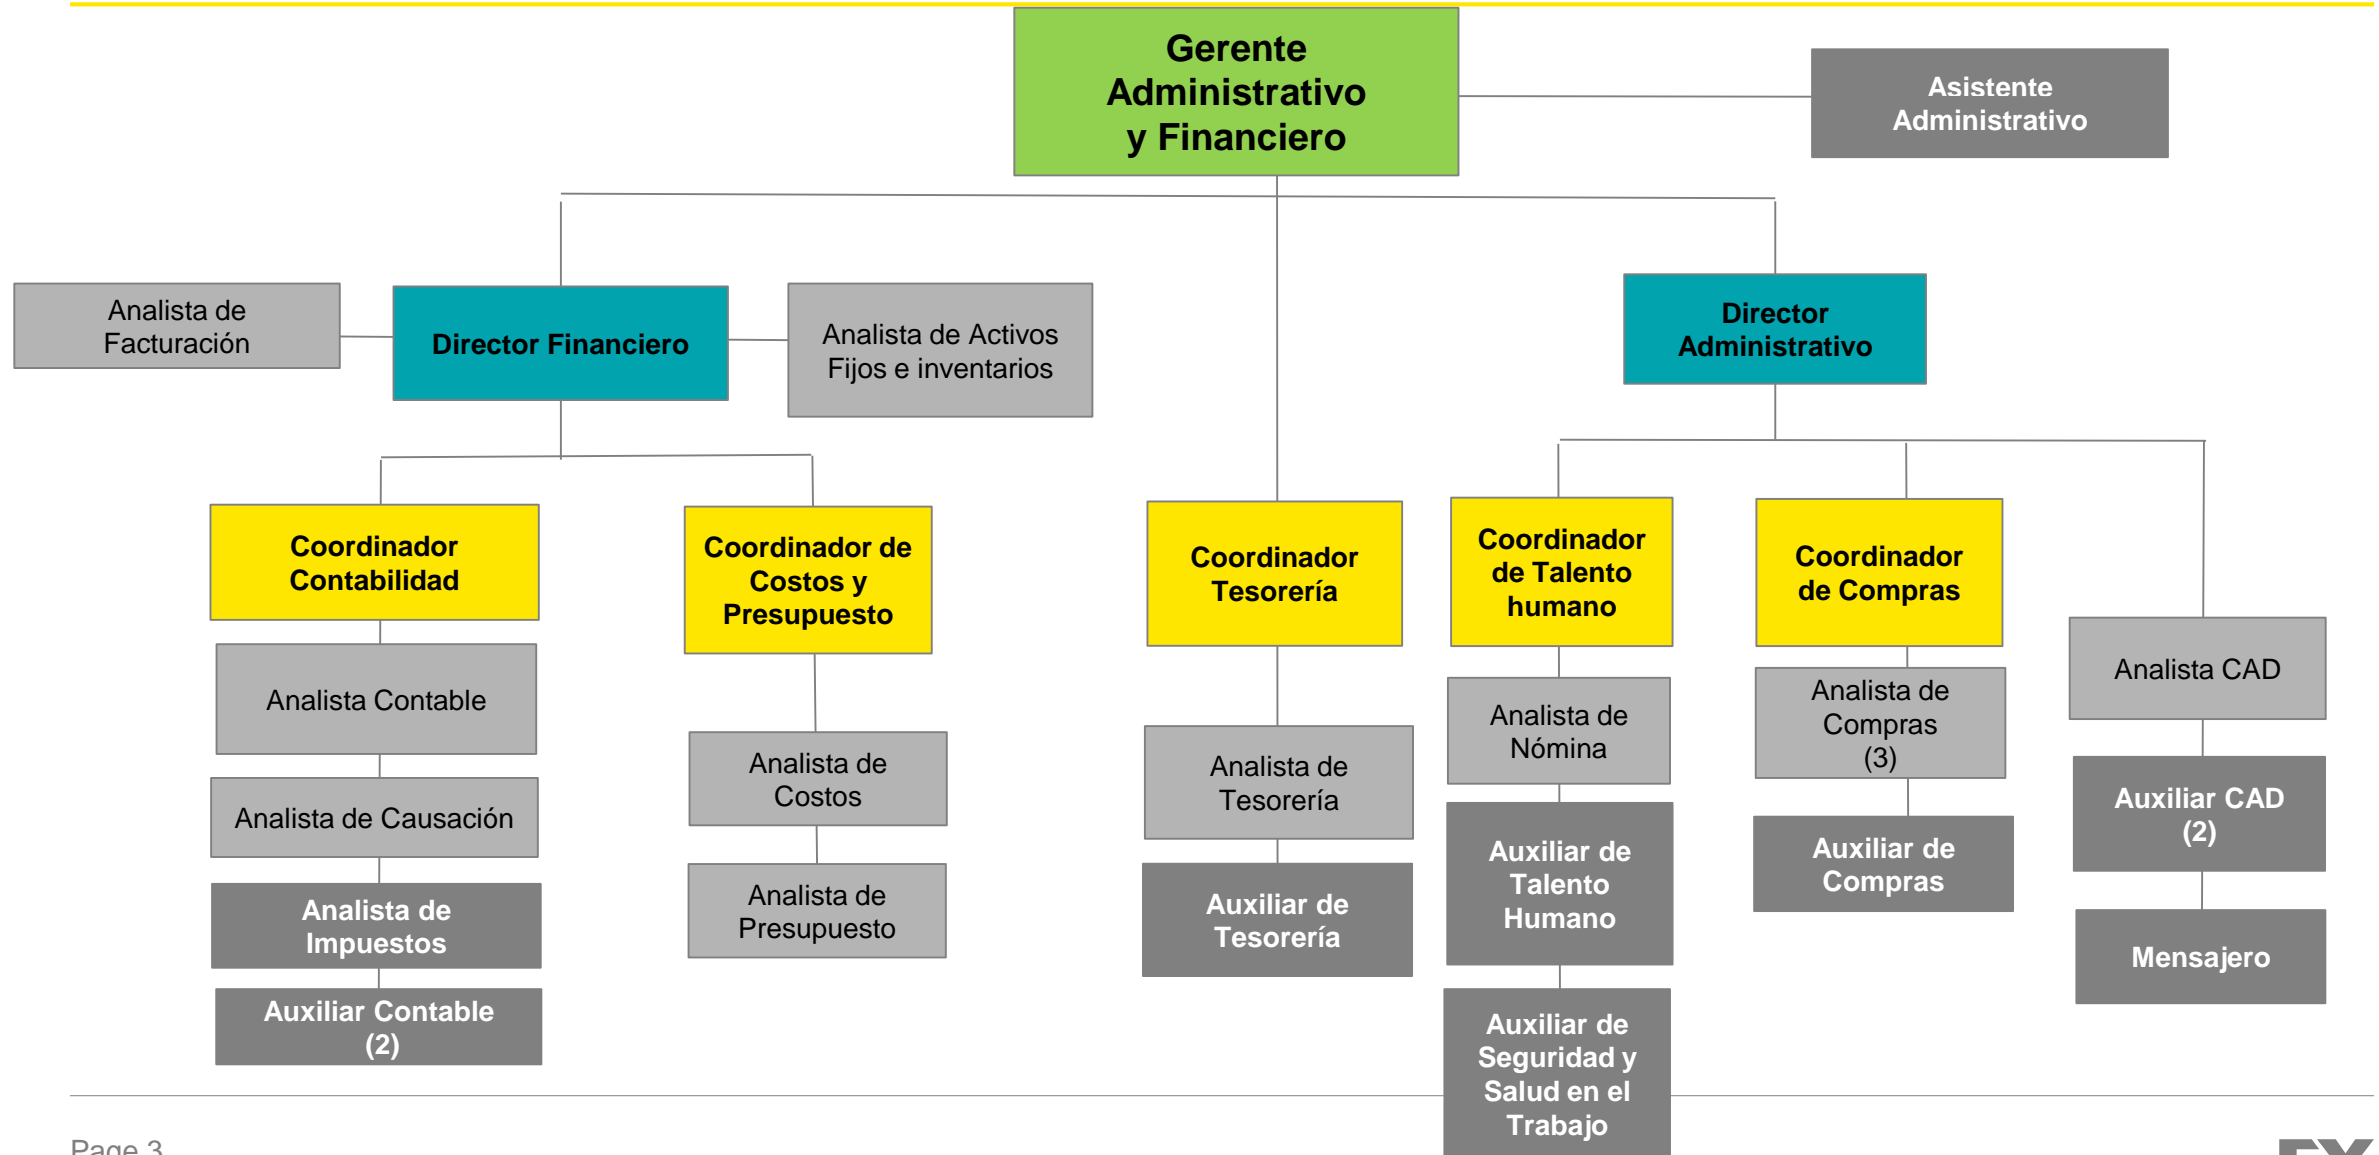 Gerente
Administrativo
y Financiero
Asistente
Administrativo
Analista de
Facturación
Director Financiero
Analista de Activos
Fijos e inventarios
Director
Administrativo
Coordinador
Contabilidad
Coordinador de
Costos y
Presupuesto
Coordinador
Tesorería
Coordinador
de Talento
humano
Coordinador
de Compras
Analista Contable
Analista de
Costos
Analista de
Tesorería
Analista de
Nómina
Analista de
Compras
(3)
Analista CAD
Analista de Causación
Analista de
Presupuesto
Auxiliar de
Tesorería
Auxiliar de
Talento
Humano
Auxiliar de
Compras
Auxiliar CAD
(2)
Analista de
Impuestos
Mensajero
Auxiliar Contable
(2)
Auxiliar de
Seguridad y
Salud en el
Trabajo
Page 3